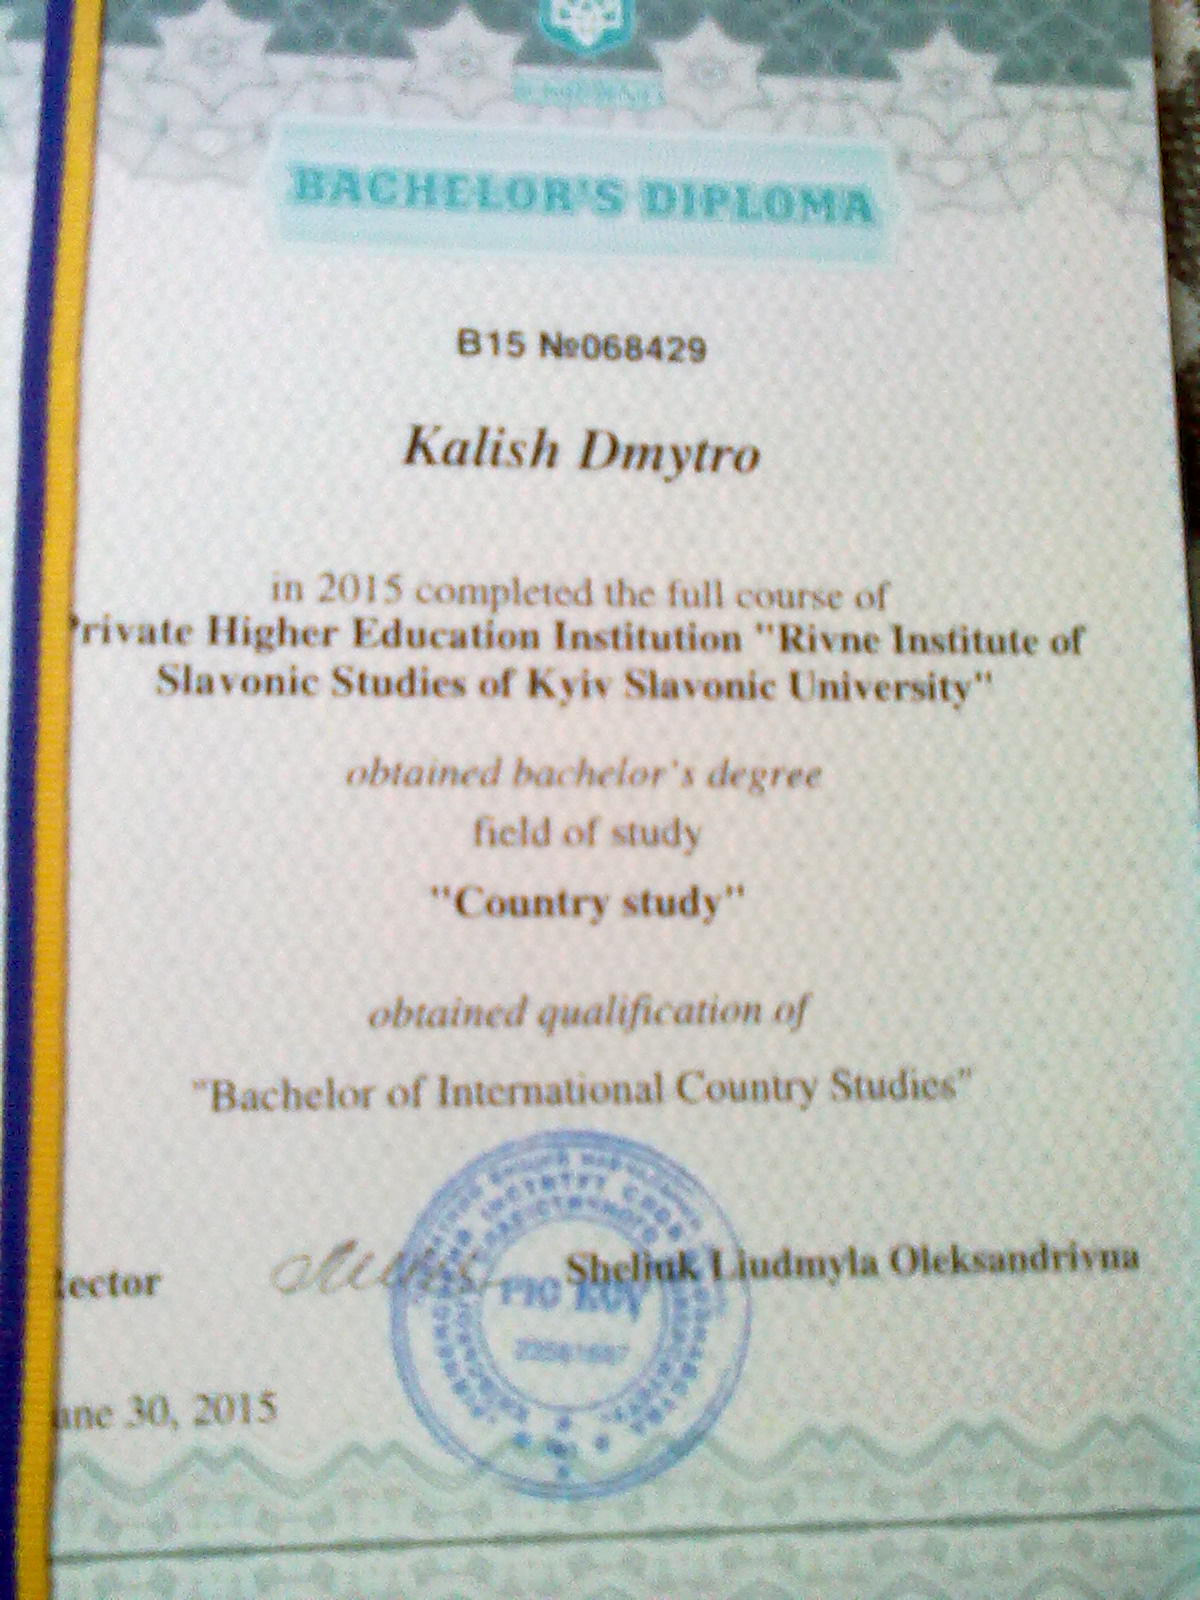 BACHELOR'S DIPLOMA
B15 №068429
Kalish Dmytro
in 2015 completed the full course of
Private Higher Education Institution "Rivne Institute of
Slavonic Studies of Kyiv Slavonic University"
obtained bachelor's degree
field of study
"Country study"
obtained qualification of
"Bachelor of International Country Studies"
ector
Sheliuk Liudmyla Oleksandrivna
une 30, 2015